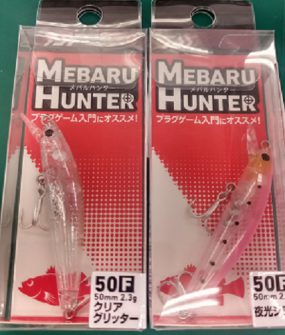 MEBARU
メバルハンター
HUNTER
プラグゲーム入門にオススメ!
50F
50mm 2.3g
クリア
グリッター
MEBARU
メバルハンター
HUNTER
プラグゲーム入門にオススメ!
50F
50mm 2.
夜光シ